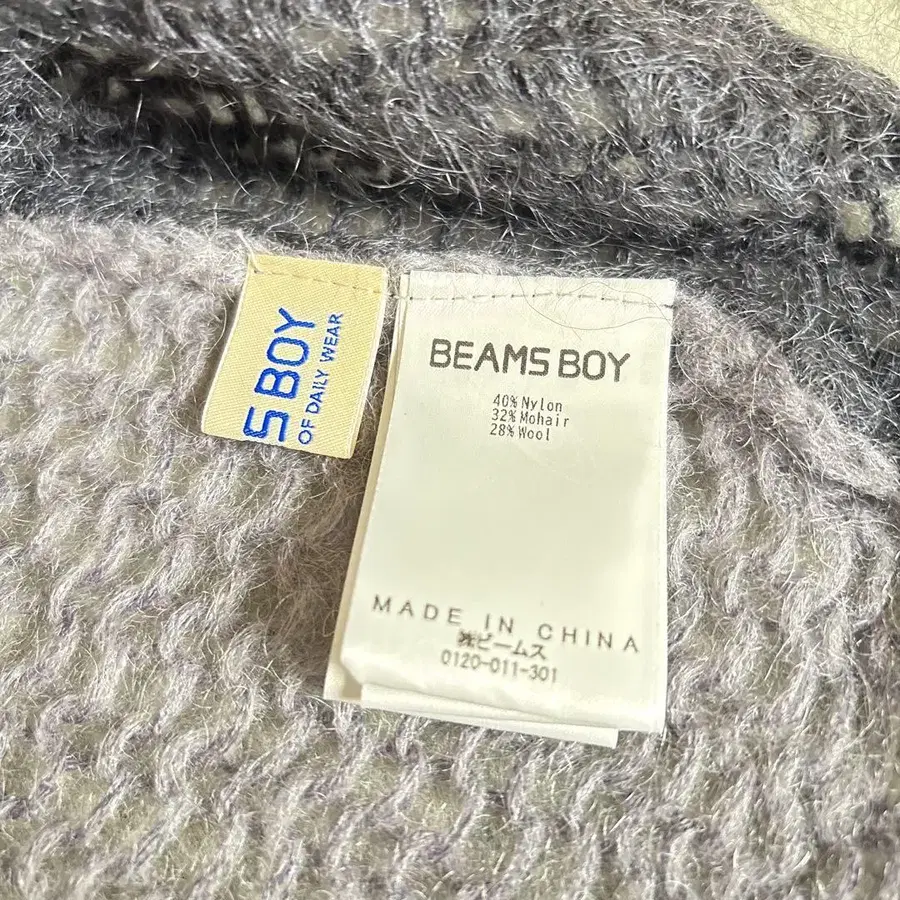 S BOY
OF DAILY WEAR
BEAMS BOY
40% Nylon
32% Mohair
28% Wool
MADE IN CHINA
㈱ビームス
0120-011-301